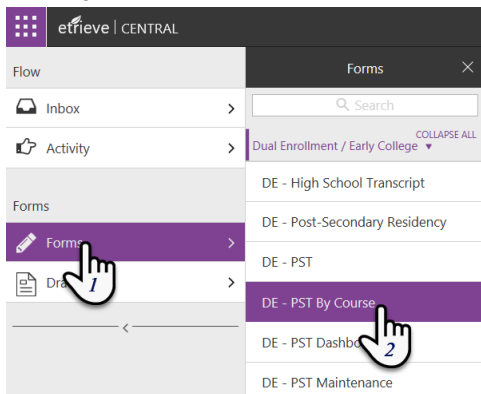 etrieve | CENTRAL
Flow
Inbox
Activity
Forms
Forms
1
Forms
Search
COLLAPSE ALL
Dual Enrollment / Early College
DE - High School Transcript
DE - Post-Secondary Residency
DE - PST
DE - PST By Course
2
DE - PST
DE - PST Maintenance